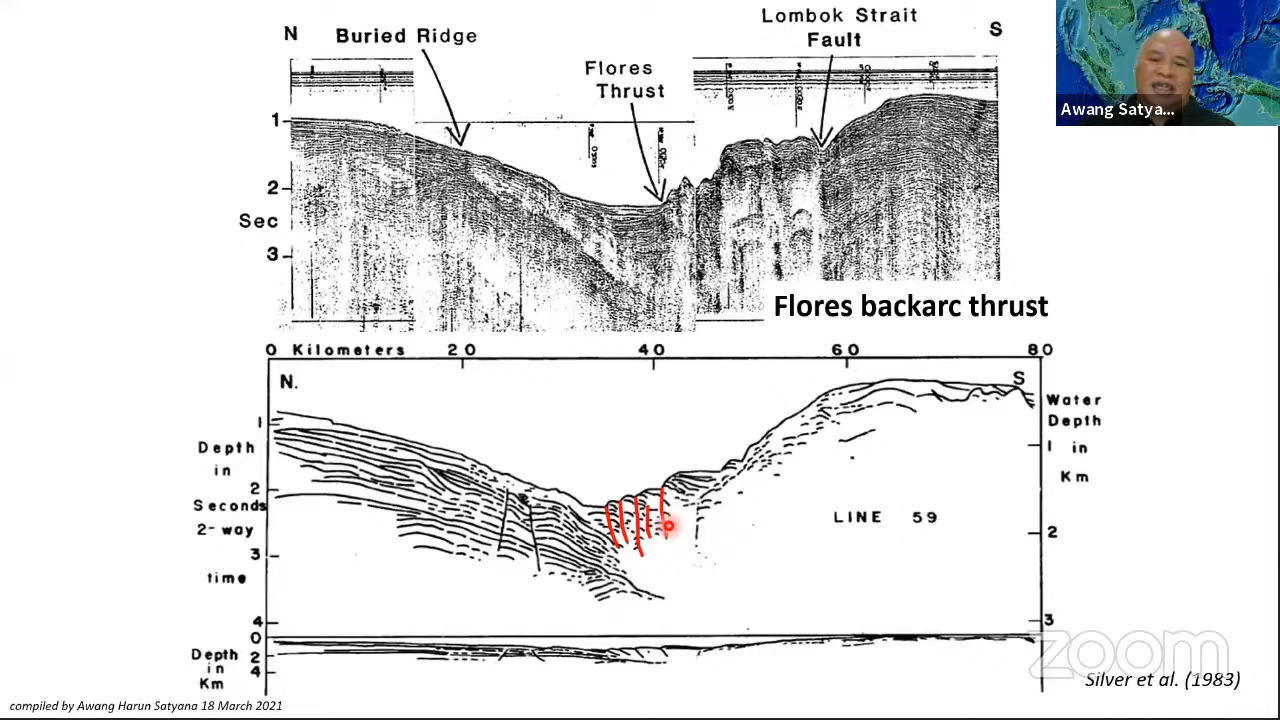 N
Buried Ridge
Lombok Strait
Fault
S
Flores
Thrust
Awang Satya...
1
2
Sec
3
Flores backarc thrust
0 Kilometers 20 40 60 80
N.
S
1
Depth
in
2
Seconds
2-way
3
time
4
Water
Depth
1 in
Km
2
3
LINE 59
0
Depth 2
in
4
Km
zoom
Silver et al. (1983)
compiled by Awang Harun Satyana 18 March 2021